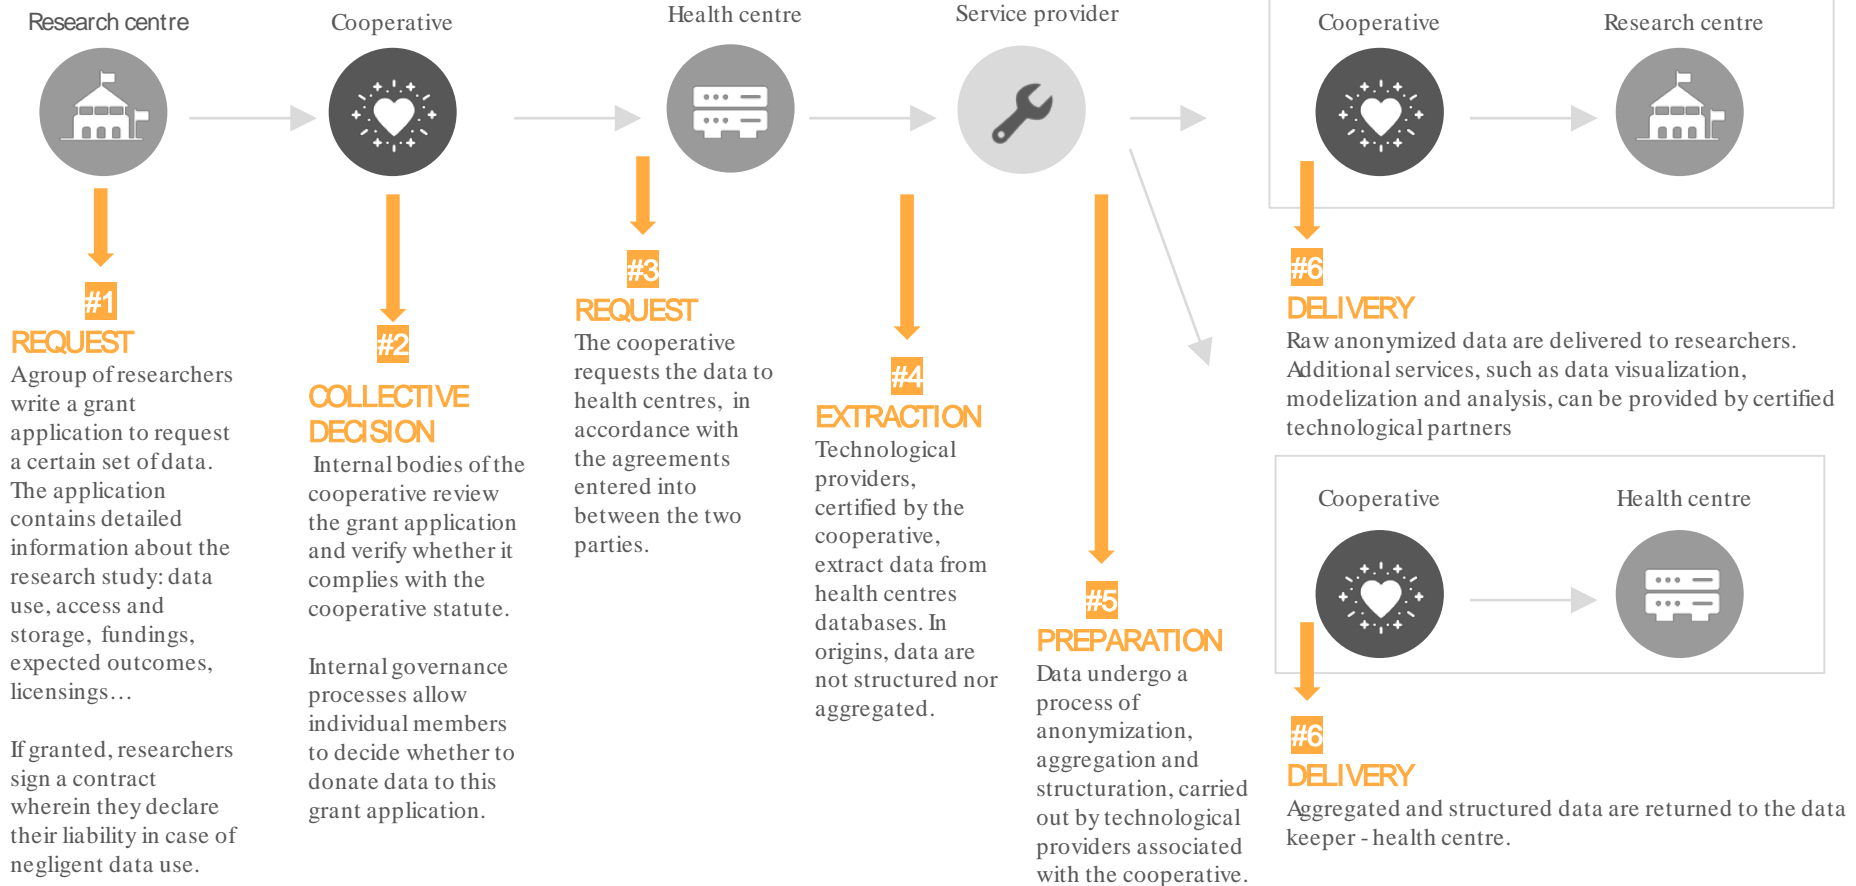 Research centre
Cooperative
Health centre
Service provider
Cooperative
Research centre
#1
REQUEST
A group of researchers
write a grant
application to request
a certain set of data.
The application
contains detailed
information about the
research study: data
use, access and
storage, fundings,
expected outcomes,
licensings…
If granted, researchers
sign a contract
wherein they declare
their liability in case of
negligent data use.
#2
COLLECTIVE
DECISION
Internal bodies of the
cooperative review
the grant application
and verify whether it
complies with the
cooperative statute.
Internal governance
processes allow
individual members
to decide whether to
donate data to this
grant application.
#3
REQUEST
The cooperative
requests the data to
health centres, in
accordance with
the agreements
entered into
between the two
parties.
#4
EXTRACTION
Technological
providers,
certified by the
cooperative,
extract data from
health centres
databases. In
origins, data are
not structured nor
aggregated.
#5
PREPARATION
Data undergo a
process of
anonymization,
aggregation and
structuration, carried
out by technological
providers associated
with the cooperative.
#6
DELIVERY
Raw anonymized data are delivered to researchers.
Additional services, such as data visualization,
modelization and analysis, can be provided by certified
technological partners
Cooperative
Health centre
#6
DELIVERY
Aggregated and structured data are returned to the data
keeper - health centre.